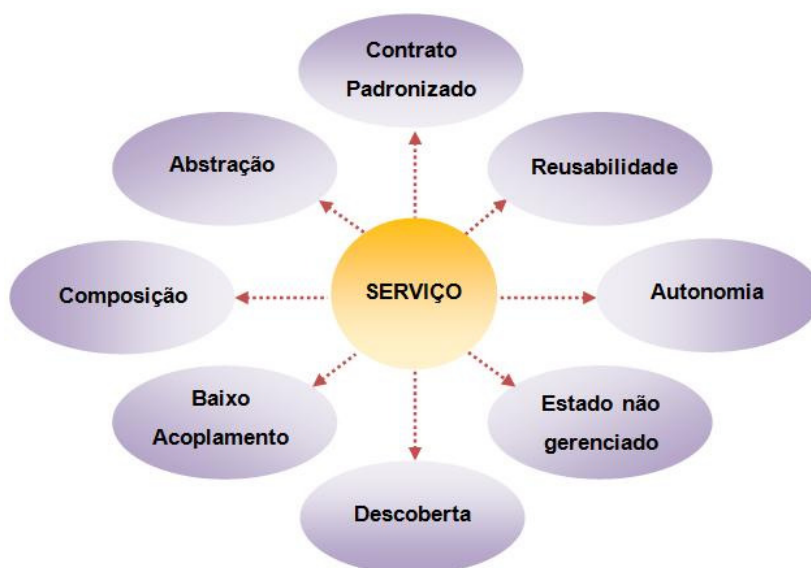 Contrato
Padronizado
Abstração
Reusabilidade
Composição
SERVIÇO
Autonomia
Baixo
Acoplamento
Estado não
gerenciado
Descoberta